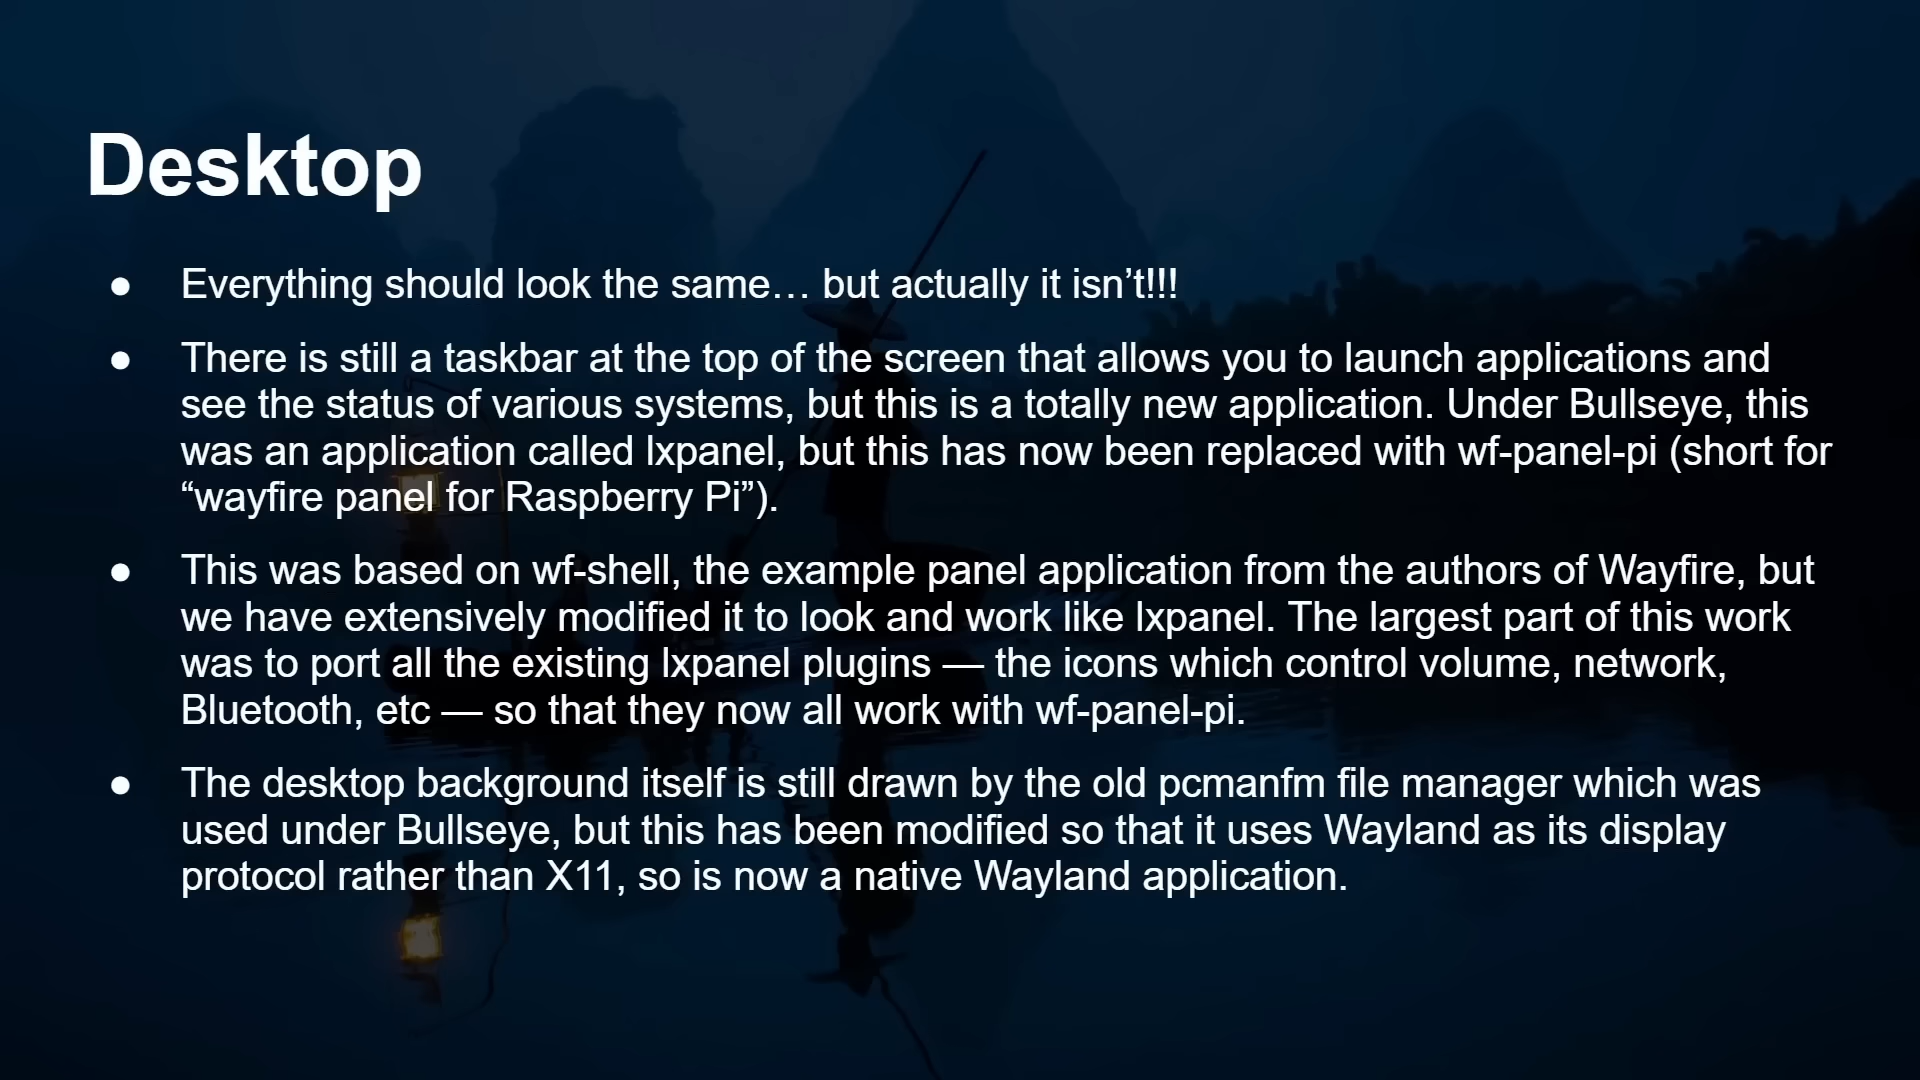 Desktop
● Everything should look the same… but actually it isn’t!!!
● There is still a taskbar at the top of the screen that allows you to launch applications and
see the status of various systems, but this is a totally new application. Under Bullseye, this
was an application called lxpanel, but this has now been replaced with wf-panel-pi (short for
“wayfire panel for Raspberry Pi”).
● This was based on wf-shell, the example panel application from the authors of Wayfire, but
we have extensively modified it to look and work like lxpanel. The largest part of this work
was to port all the existing lxpanel plugins — the icons which control volume, network,
Bluetooth, etc — so that they now all work with wf-panel-pi.
● The desktop background itself is still drawn by the old pcmanfm file manager which was
used under Bullseye, but this has been modified so that it uses Wayland as its display
protocol rather than X11, so is now a native Wayland application.